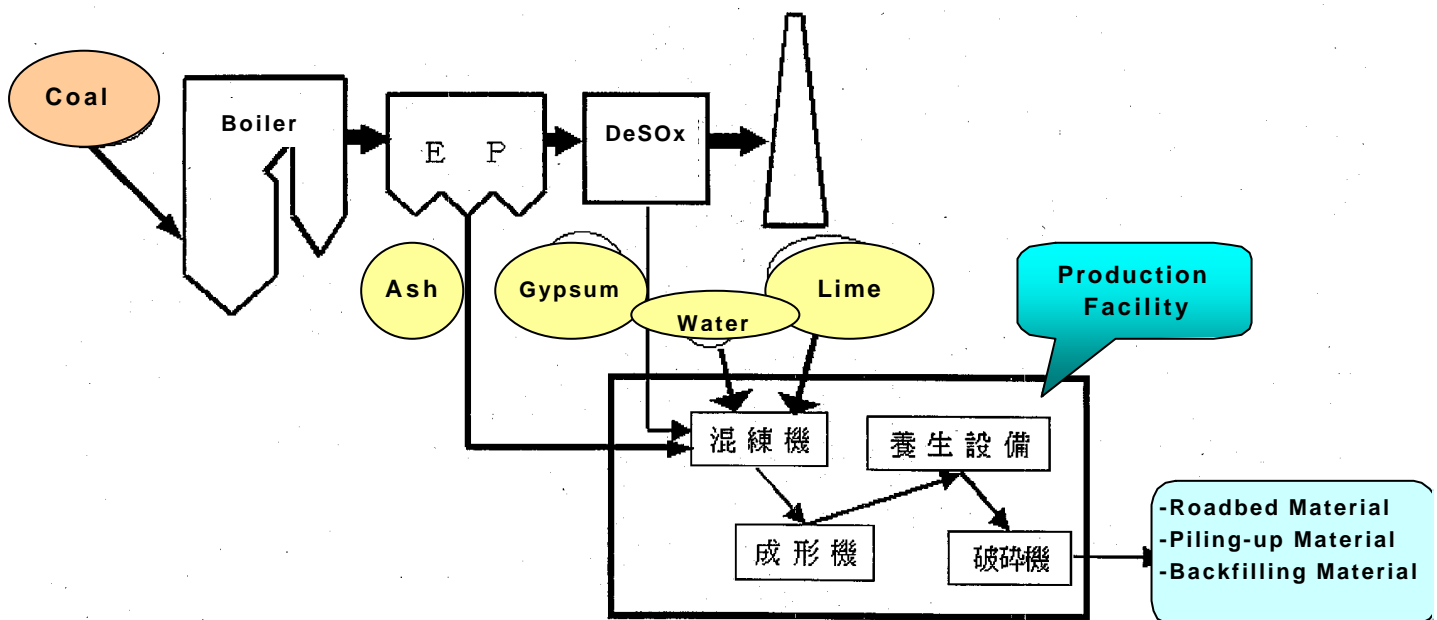 Coal
Boiler
E P
DeSOx
Ash
Gypsum
Water
Lime
Production
Facility
混練機
養生設備
成形機
破砕機
-Roadbed Material
-Piling-up Material
-Backfilling Material